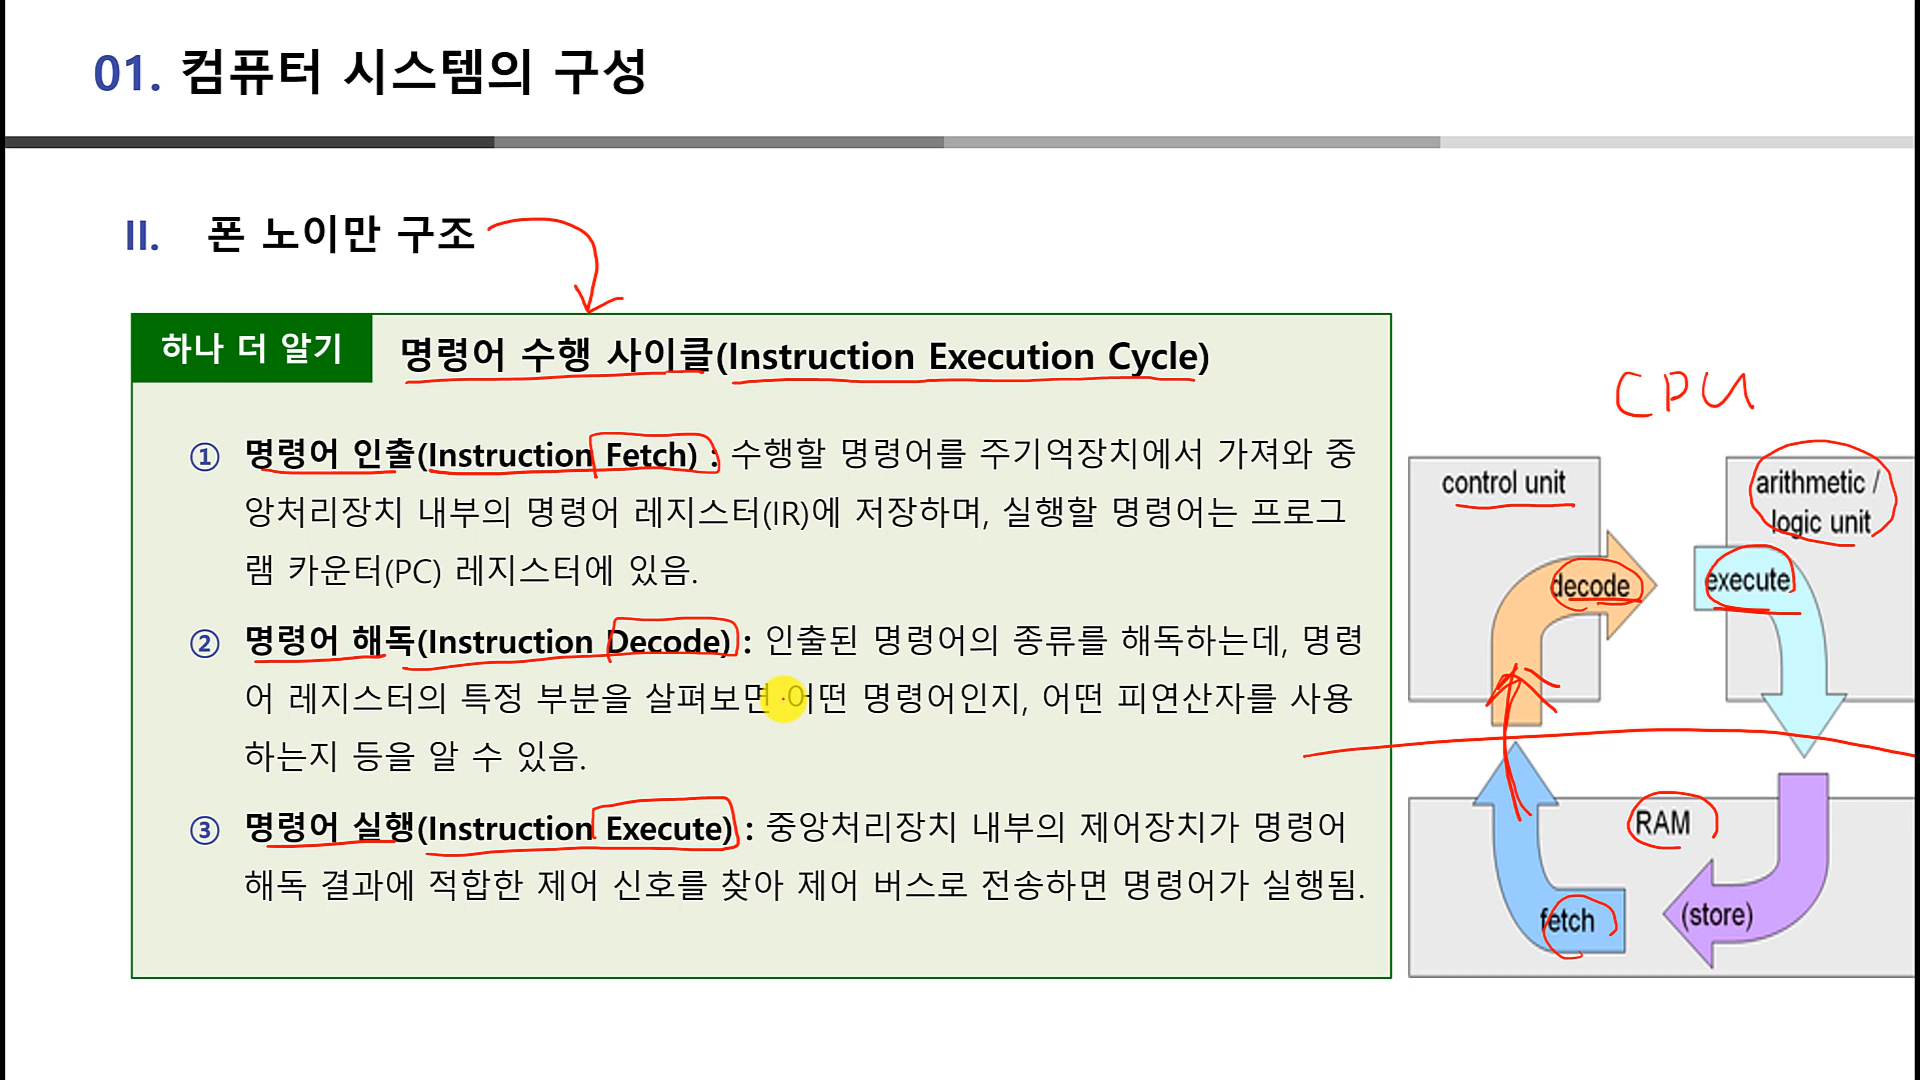 01. 컴퓨터 시스템의 구성
II. 폰 노이만 구조
하나 더 알기
명령어 수행 사이클(Instruction Execution Cycle)
① 명령어 인출(Instruction Fetch) : 수행할 명령어를 주기억장치에서 가져와 중
앙처리장치 내부의 명령어 레지스터(IR)에 저장하며, 실행할 명령어는 프로그
램 카운터(PC) 레지스터에 있음.
② 명령어 해독(Instruction Decode) : 인출된 명령어의 종류를 해독하는데, 명령
어 레지스터의 특정 부분을 살펴보면 어떤 명령어인지, 어떤 피연산자를 사용
하는지 등을 알 수 있음.
③ 명령어 실행(Instruction Execute) : 중앙처리장치 내부의 제어장치가 명령어
해독 결과에 적합한 제어 신호를 찾아 제어 버스로 전송하면 명령어가 실행됨.
CPU
control unit
arithmetic /
logic unit
decode
execute
RAM
fetch
(store)